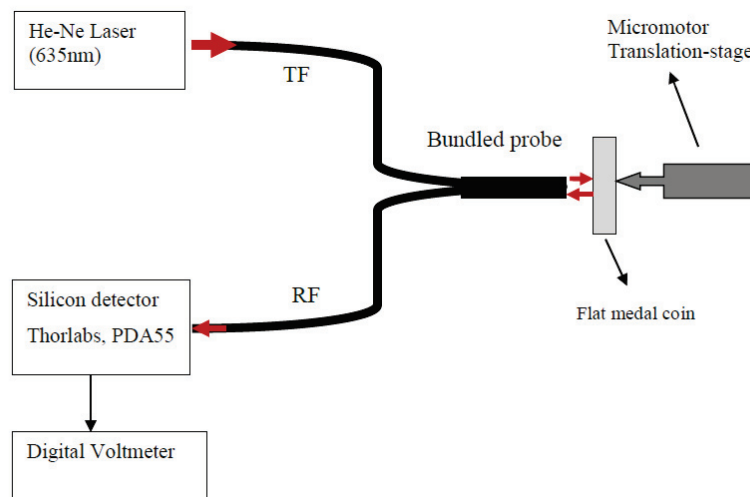 He-Ne Laser
(635nm)
TF
Micromotor
Translation-stage
Bundled probe
Silicon detector
Thorlabs, PDA55
RF
Flat medal coin
Digital Voltmeter